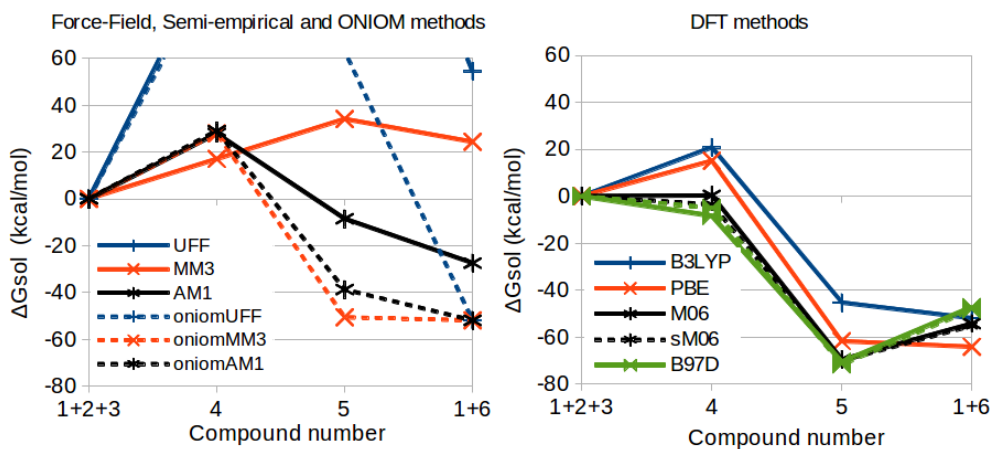 Force-Field, Semi-empirical and ONIOM methods
60
40
20
0
-20
-40
-60
-80
ΔGsol (kcal/mol)
UFF
MM3
AM1
oniomUFF
oniomMM3
oniomAM1
1+2+3 4 5 1+6
Compound number
DFT methods
60
40
20
0
-20
-40
-60
-80
ΔGsol (kcal/mol)
B3LYP
PBE
M06
sM06
B97D
1+2+3 4 5 1+6
Compound number